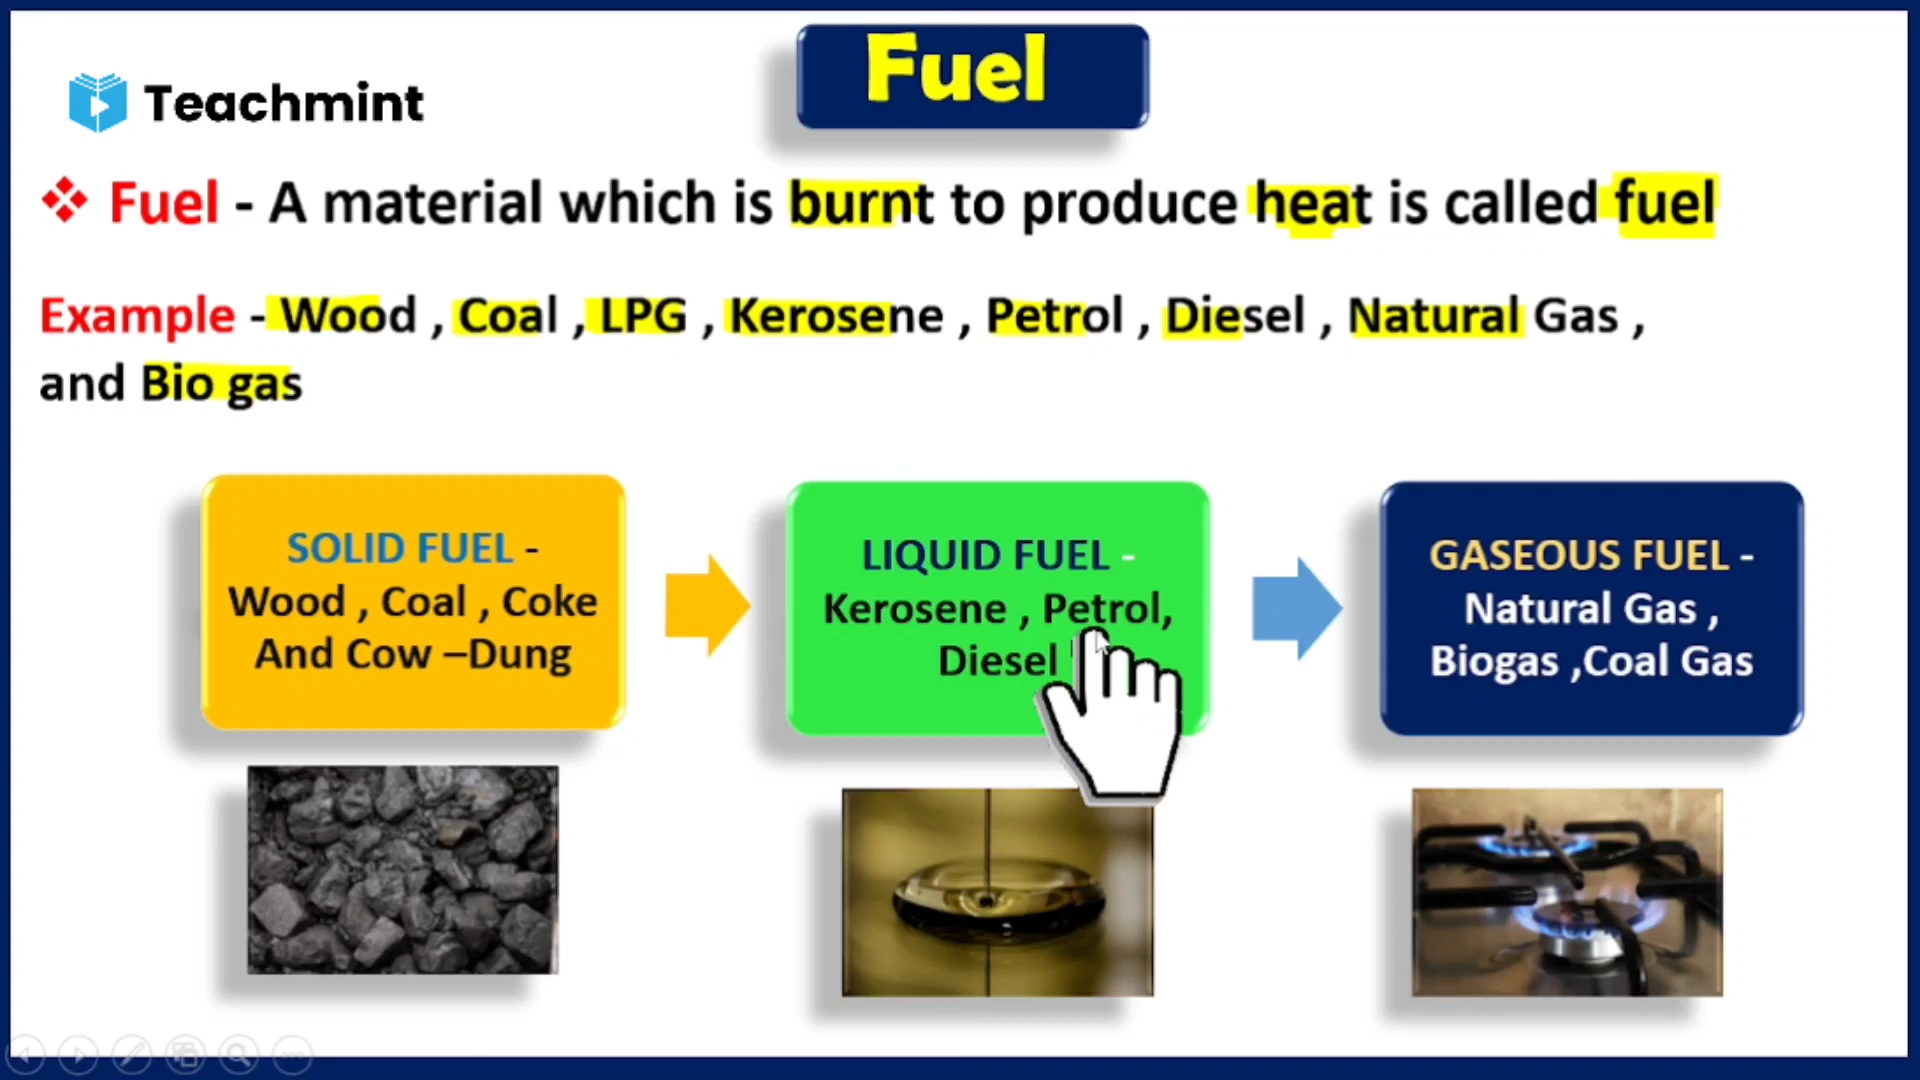 Fuel
Teachmint
Fuel - A material which is burnt to produce heat is called fuel
Example - Wood , Coal , LPG , Kerosene , Petrol , Diesel , Natural Gas ,
and Bio gas
SOLID FUEL -
Wood , Coal , Coke
And Cow –Dung
LIQUID FUEL -
Kerosene , Petrol,
Diesel
GASEOUS FUEL -
Natural Gas ,
Biogas ,Coal Gas